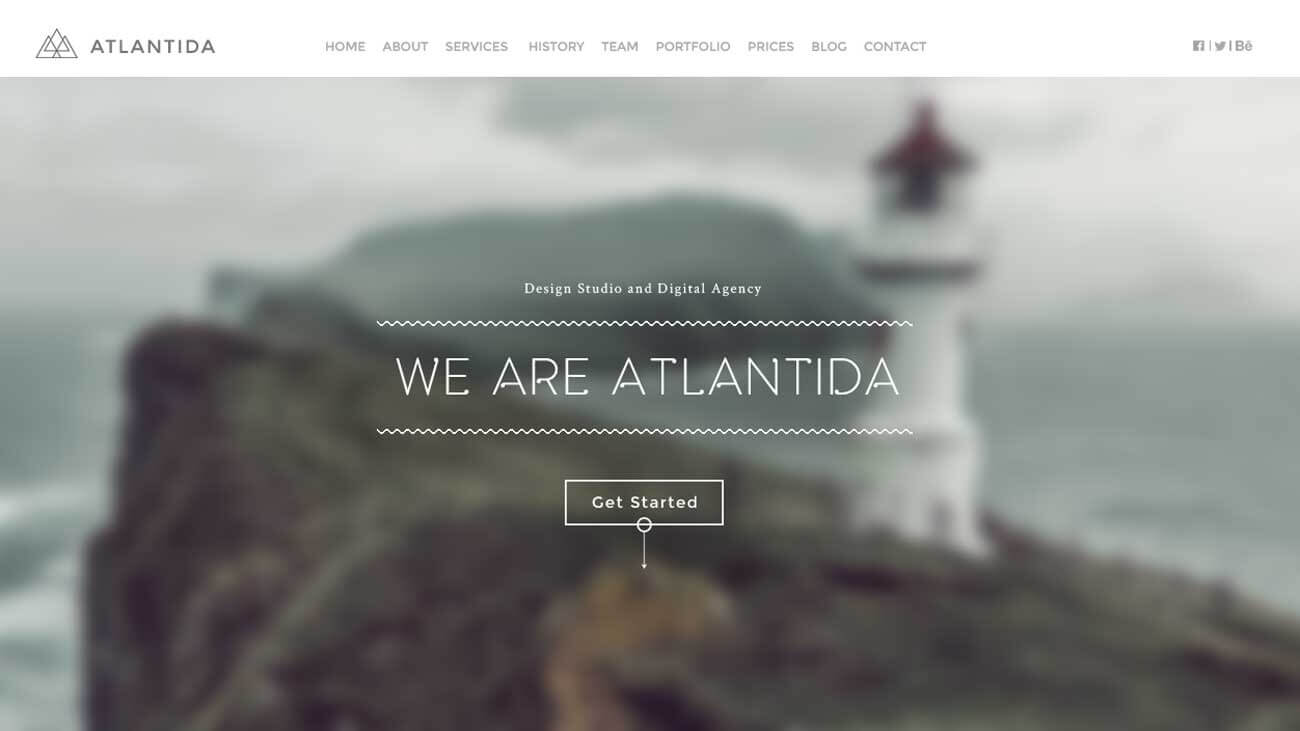 ATLANTIDA
HOME ABOUT SERVICES HISTORY TEAM PORTFOLIO PRICES BLOG CONTACT
Bē
Design Studio and Digital Agency
WE ARE ATLANTIDA
Get Started